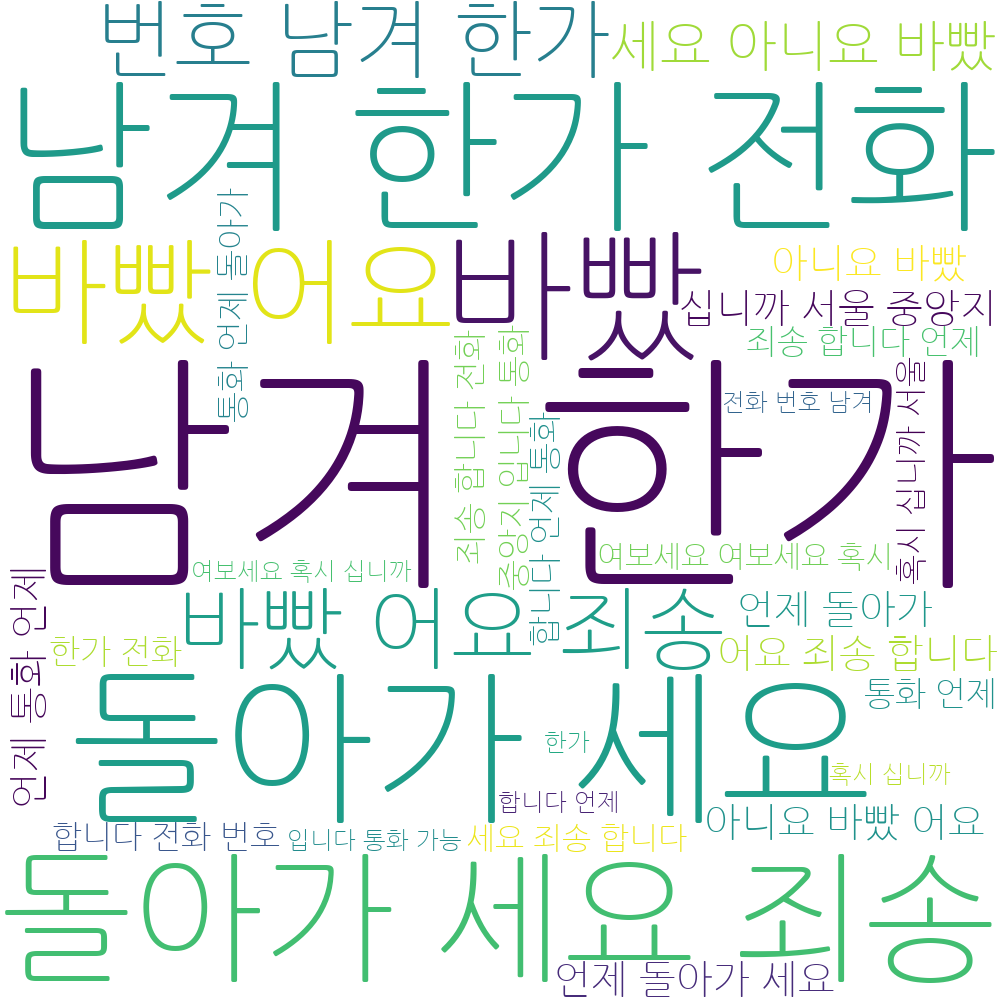 번호 남겨 한가
세요 아니요 바빴
남겨 한가 전화
통화 언제 돌아가
바빴 어요
바빴
아니요 바빴
십니까 서울 중앙지
죄송 합니다 언제
남겨 한가
죄송 합니다 전화
중앙지 입니다 통화
합니다 언제 통화
전화 번호 남겨
혹시 십니까 서울
여보세요 여보세요 혹시
여보세요 혹시 십니까
언제 통화 언제
바빴 어요 죄송
언제 돌아가
한가 전화
어요 죄송 합니다
돌아가 세요
통화 언제
한가
혹시 십니까
합니다 언제
아니요 바빴 어요
합니다 전화 번호
입니다 통화 가능
세요 죄송 합니다
돌아가 세요 죄송
언제 돌아가 세요